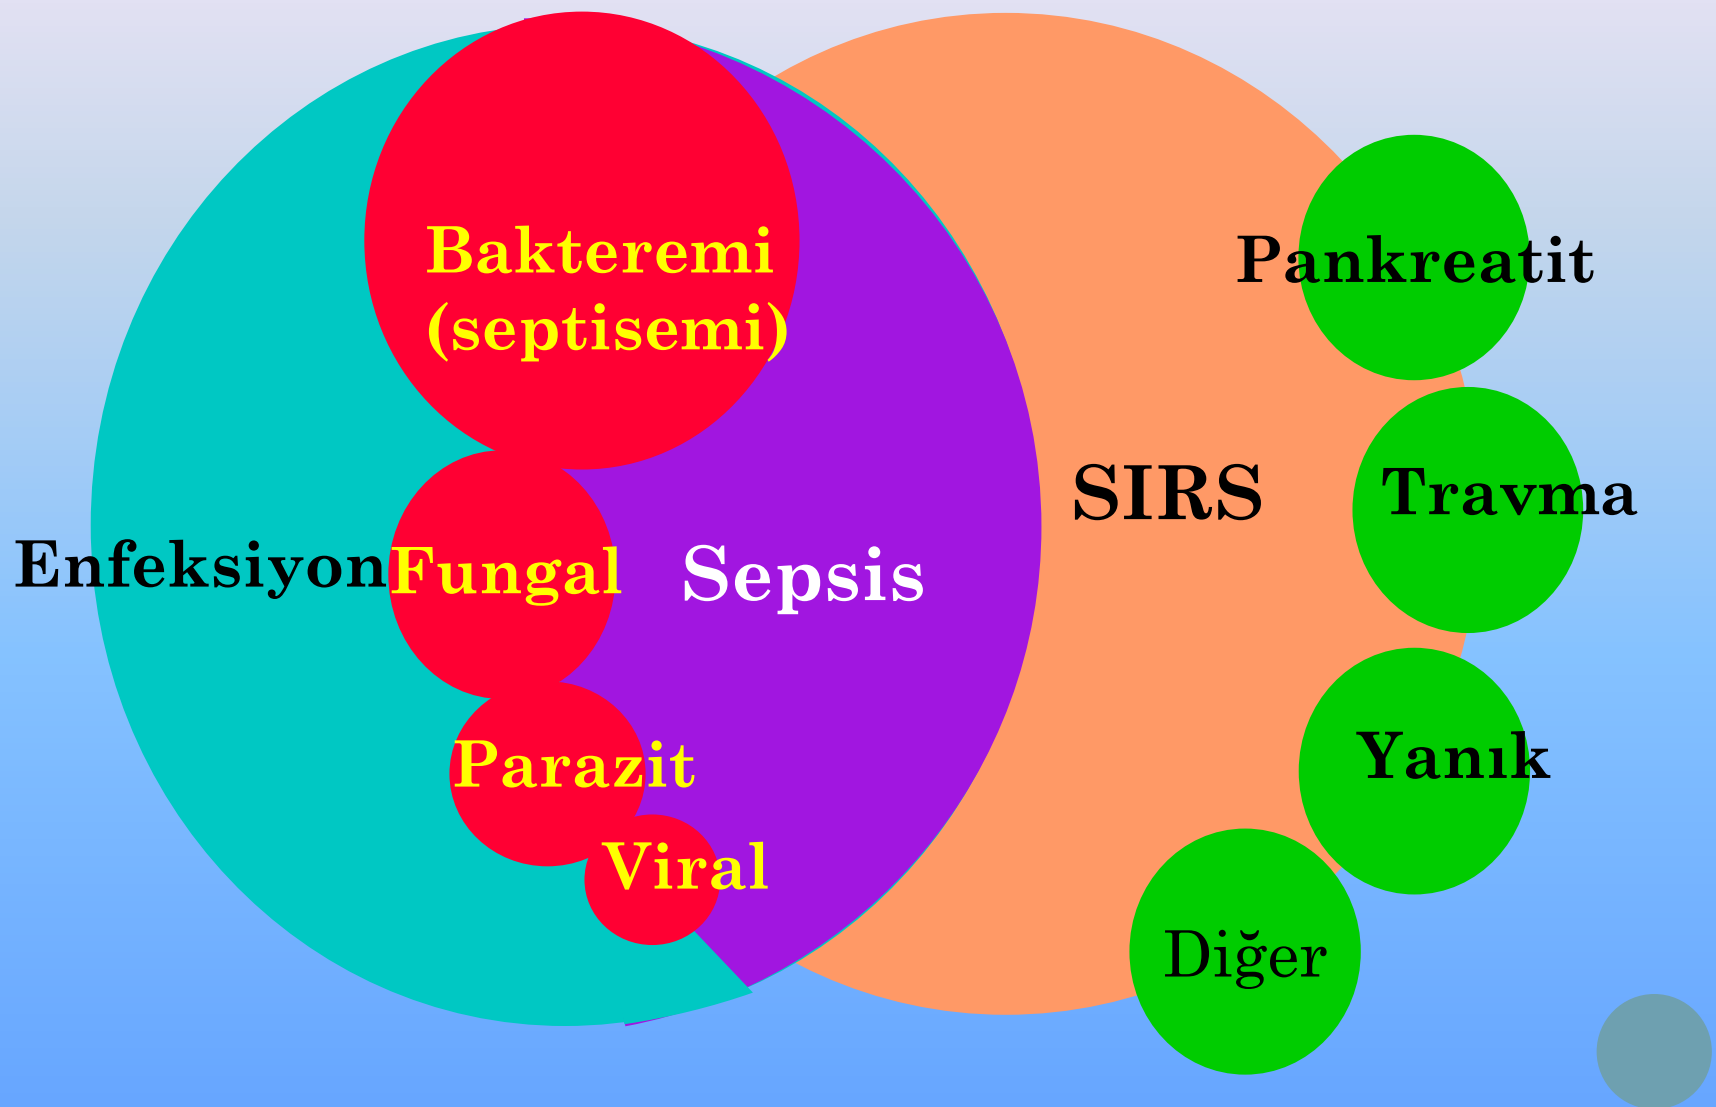 Bakteremi
(septisemi)
Pankreatit
SIRS
Travma
Enfeksiyon
Fungal
Sepsis
Parazit
Yanık
Viral
Diğer